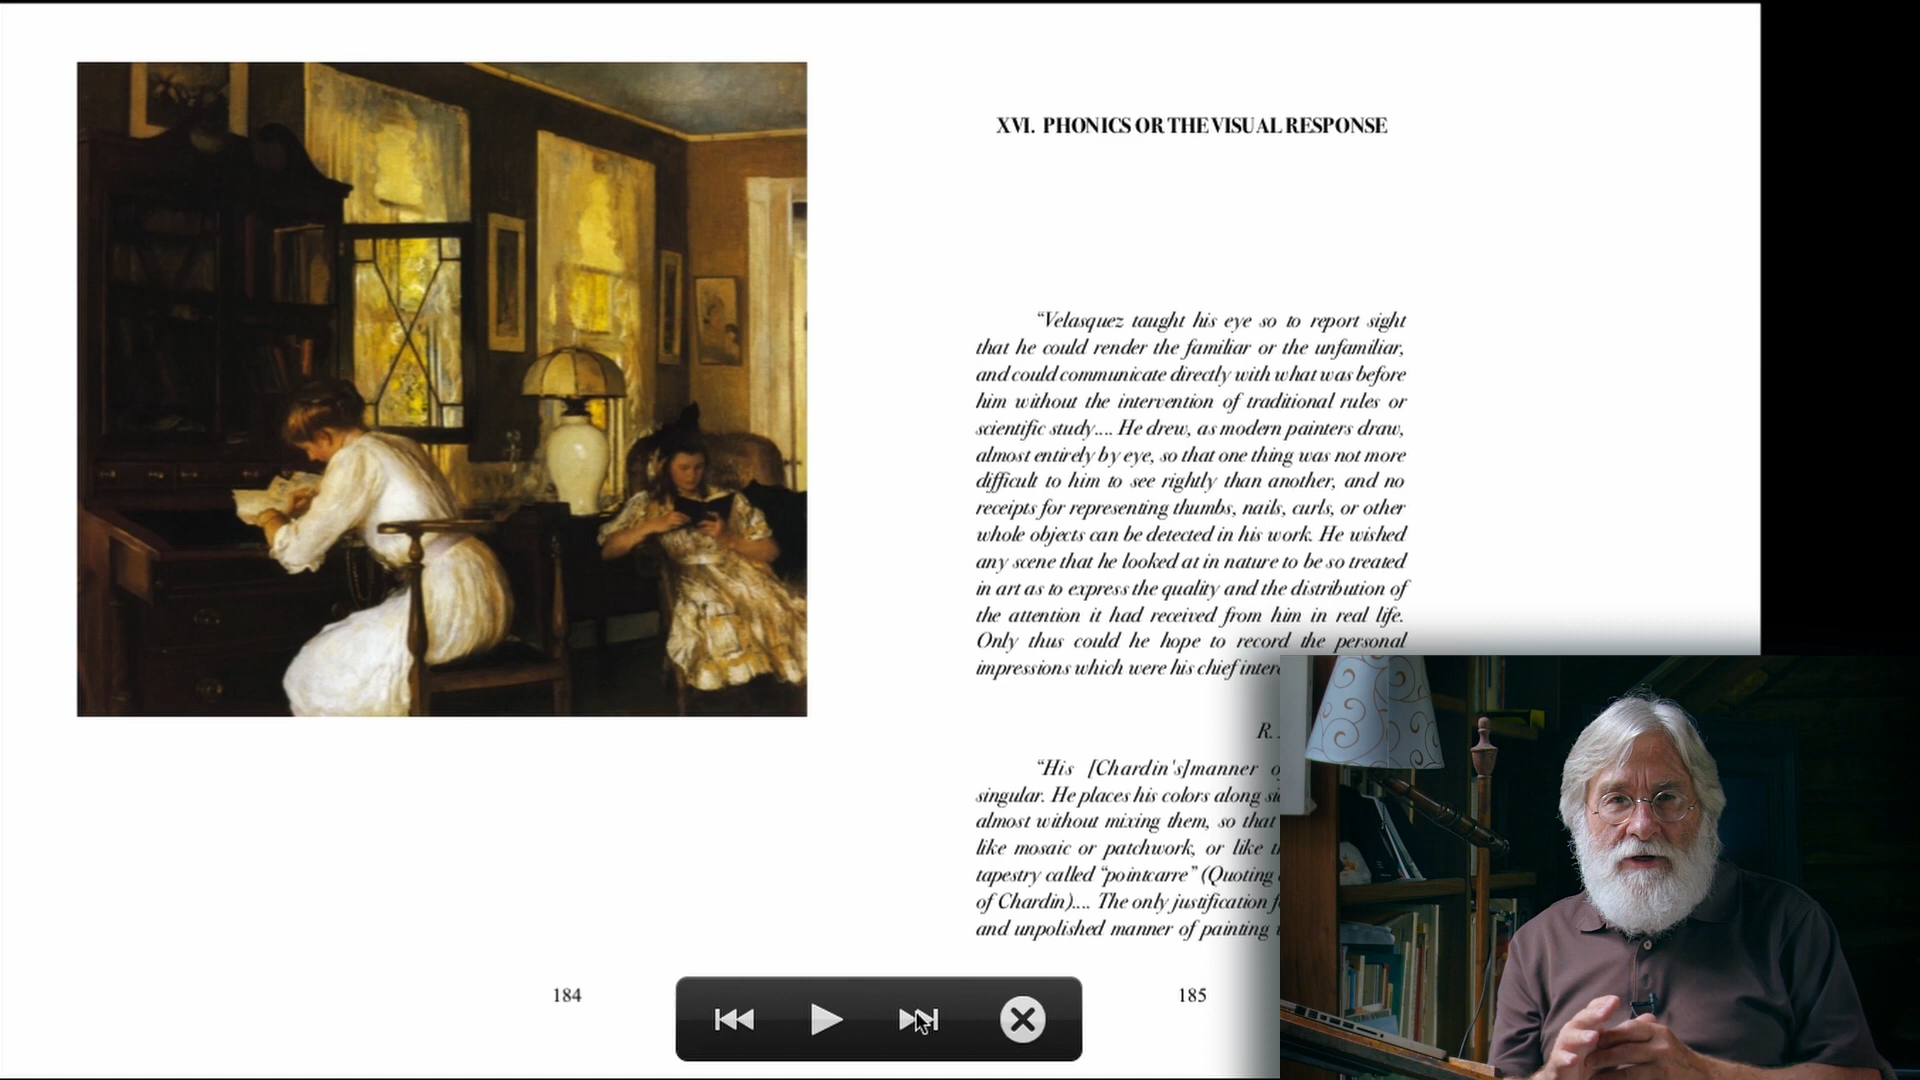 XVI. PHONICS OR THE VISUAL RESPONSE
“Velasquez taught his eye so to report sight
that he could render the familiar or the unfamiliar,
and could communicate directly with what was before
him without the intervention of traditional rules or
scientific study.... He drew, as modern painters draw,
almost entirely by eye, so that one thing was not more
difficult to him to see rightly than another, and no
receipts for representing thumbs, nails, curls, or other
whole objects can be detected in his work. He wished
any scene that he looked at in nature to be so treated
in art as to express the quality and the distribution of
the attention it had received from him in real life.
Only thus could he hope to record the personal
impressions which were his chief
R.
“His [Chardin's]manner
singular. He places his colors along
almost without mixing them, so that
like mosaic or patchwork, or like
tapestry called “pointcarre” (Quoting
of Chardin).... The only justification
and unpolished manner of painting
184
185